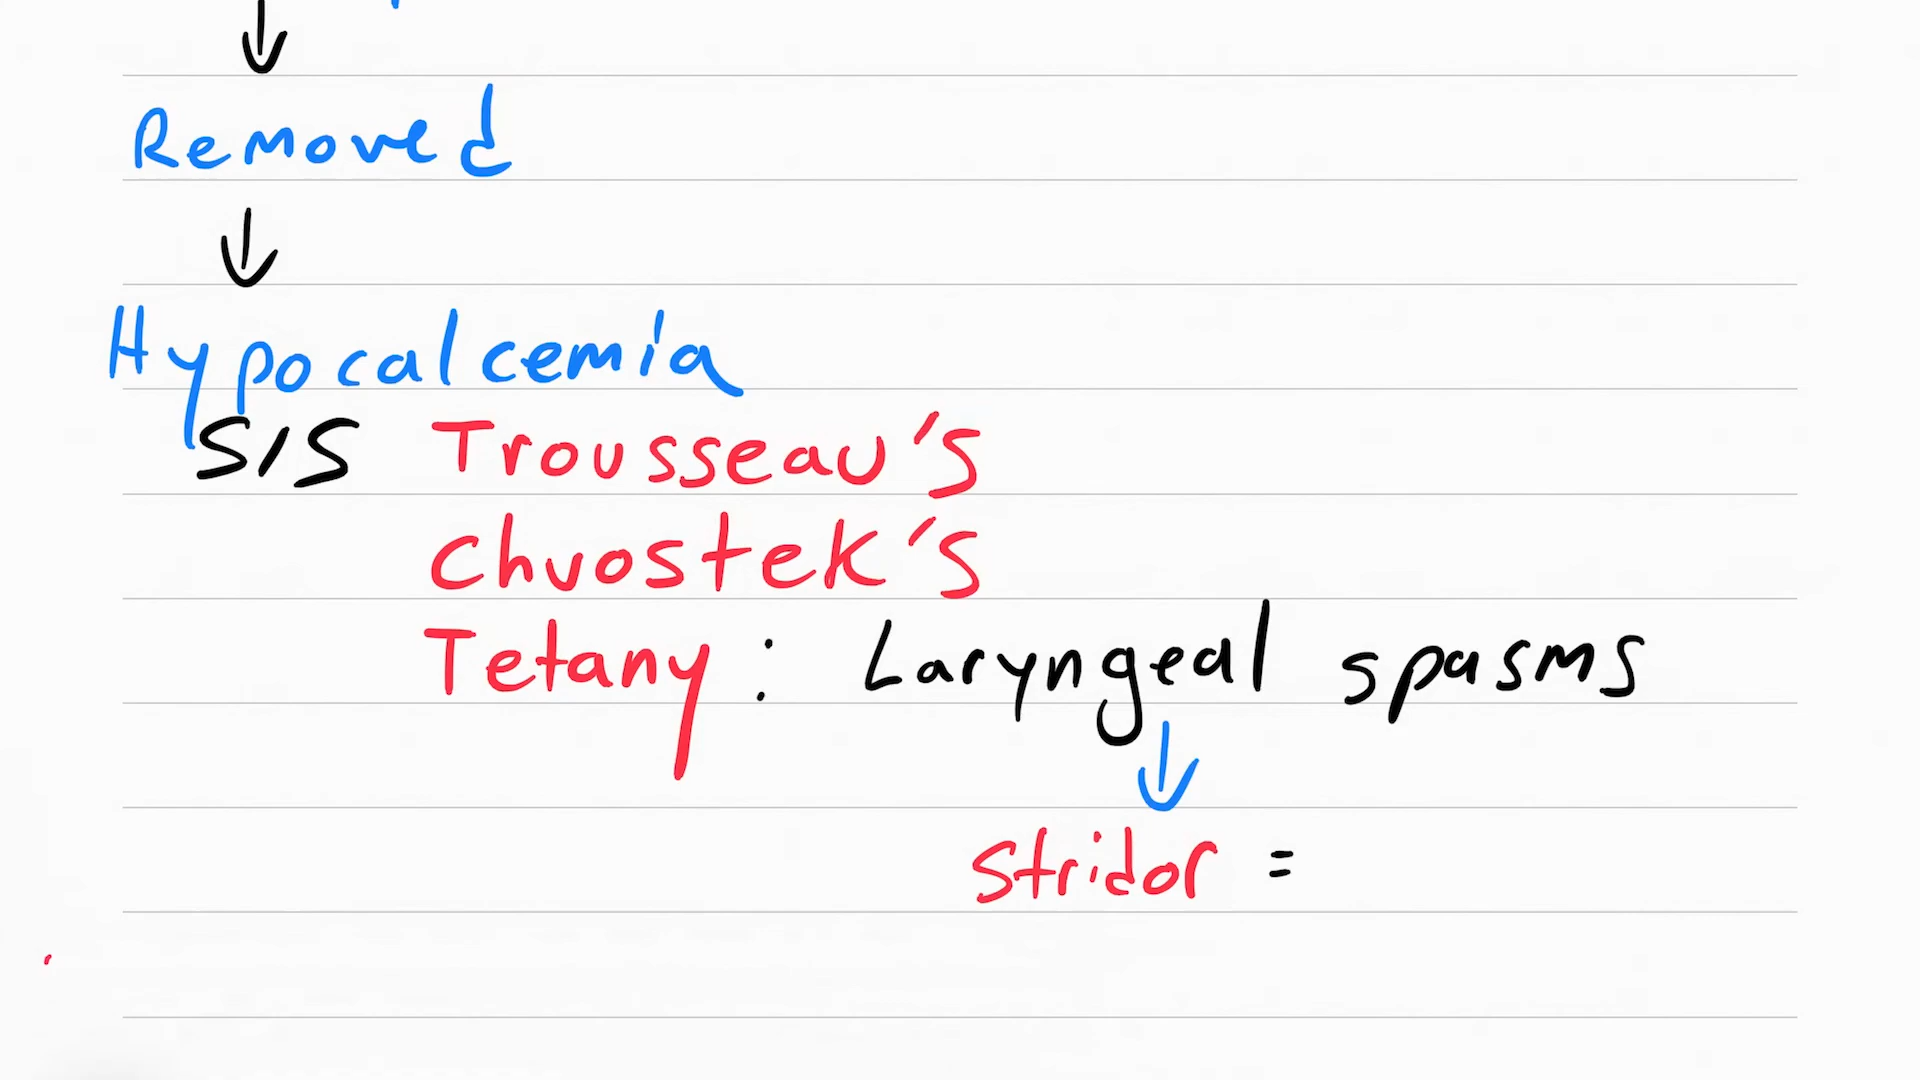 Removed
Hypocalcemia
S/S Trousseau's
Chvostek's
Tetany: Laryngeal spasms
Stridor =